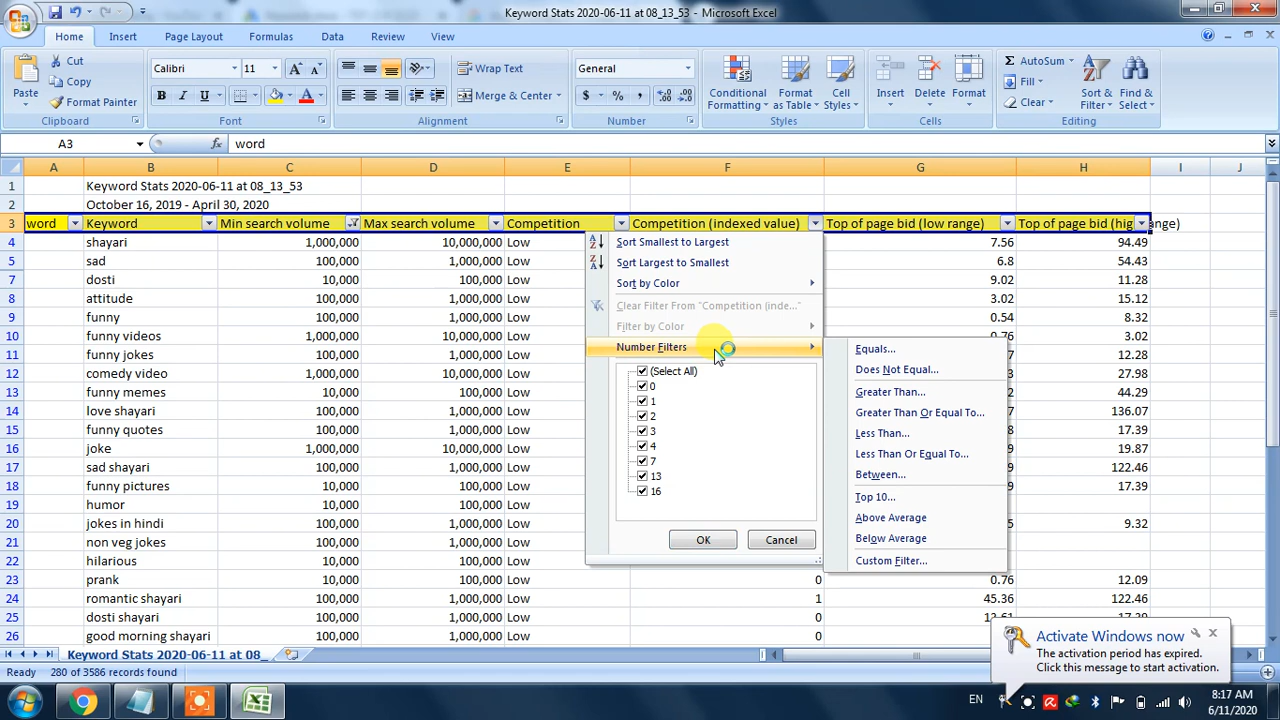 Keyword Stats 2020-06-11 at 08_13_53 - Microsoft Excel
Home Insert Page Layout Formulas Data Review View
Paste Cut Copy Format Painter Clipboard
Calibri 11 B I U A Font
Wrap Text Merge & Center Alignment
General $ % , Number
Conditional Formatting Format as Table Cell Styles Styles
Insert Delete Format Cells
Σ AutoSum Fill Clear Sort & Filter Find & Select Editing
A3 fx word
A B C D E F G H I J
1 Keyword Stats 2020-06-11 at 08_13_53
2 October 16, 2019 - April 30, 2020
3 word Keyword Min search volume Max search volume Competition Competition (indexed value) Top of page bid (low range) Top of page bid (hig range)
4 shayari 1,000,000 10,000,000 Low 7.56 94.49
5 sad 100,000 1,000,000 Low 6.8 54.43
7 dosti 10,000 100,000 Low 9.02 11.28
8 attitude 100,000 1,000,000 Low 3.02 15.12
9 funny 100,000 1,000,000 Low 0.54 8.32
10 funny videos 1,000,000 10,000,000 Low 0.76 3.02
11 funny jokes 100,000 1,000,000 Low 12.28
12 comedy video 1,000,000 10,000,000 Low 27.98
13 funny memes 10,000 100,000 Low 44.29
14 love shayari 100,000 1,000,000 Low 136.07
15 funny quotes 10,000 100,000 Low 17.39
16 joke 1,000,000 10,000,000 Low 19.87
17 sad shayari 100,000 1,000,000 Low 122.46
18 funny pictures 10,000 100,000 Low 17.39
19 humor 10,000 100,000 Low
20 jokes in hindi 100,000 1,000,000 Low 5 9.32
21 non veg jokes 10,000 100,000 Low
22 hilarious 10,000 100,000 Low
23 prank 10,000 100,000 Low 0 0.76 12.09
24 romantic shayari 100,000 1,000,000 Low 1 45.36 122.46
25 dosti shayari 100,000 1,000,000 Low 0
26 good morning shayari 100,000 1,000,000 Low 0
Sort Smallest to Largest
Sort Largest to Smallest
Sort by Color
Clear Filter From "Competition (inde..."
Filter by Color
Number Filters
(Select All)
0
1
2
3
4
7
13
16
OK Cancel
Equals...
Does Not Equal...
Greater Than...
Greater Than Or Equal To...
Less Than...
Less Than Or Equal To...
Between...
Top 10...
Above Average
Below Average
Custom Filter...
Activate Windows now
The activation period has expired.
Click this message to start activation.
Keyword Stats 2020-06-11 at 08_
Ready 280 of 3586 records found
EN 8:17 AM
6/11/2020